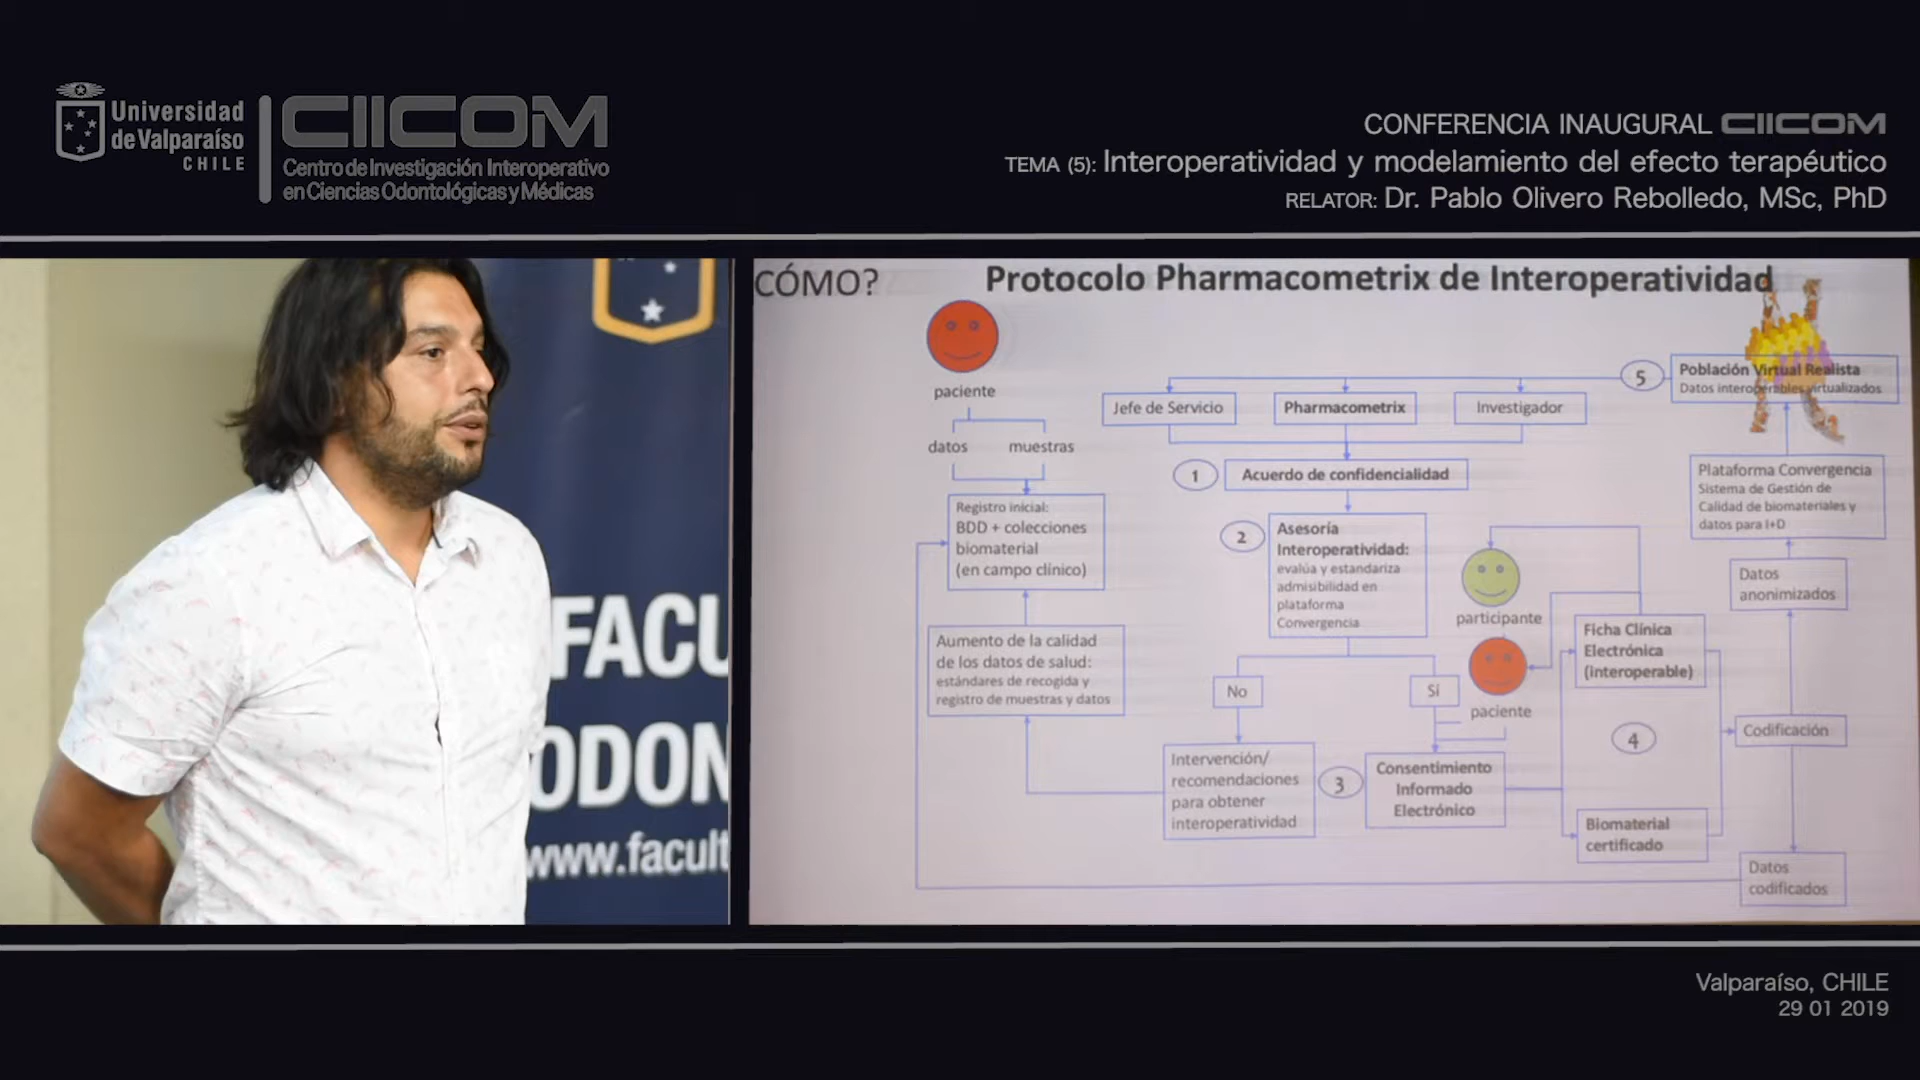 Universidad
de Valparaíso
CHILE
CIICOM
Centro de Investigación Interoperativo
en Ciencias Odontológicas y Médicas
CONFERENCIA INAUGURAL CIICOM
TEMA (5): Interoperatividad y modelamiento del efecto terapéutico
RELATOR: Dr. Pablo Olivero Rebolledo, MSc, PhD
FACU
ODON
www.facult
CÓMO?
Protocolo Pharmacometrix de Interoperatividad
paciente
datos
muestras
Registro inicial:
BDD + colecciones
biomaterial
(en campo clínico)
Aumento de la calidad
de los datos de salud:
estándares de recogida y
registro de muestras y datos
Jefe de Servicio
Pharmacometrix
Investigador
1
Acuerdo de confidencialidad
2
Asesoría
Interoperatividad:
evalúa y estandariza
admisibilidad en
plataforma
Convergencia
No
Sí
Intervención/
recomendaciones
para obtener
interoperatividad
participante
paciente
3
Consentimiento
Informado
Electrónico
Ficha Clínica
Electrónica
(interoperable)
4
Biomaterial
certificado
5
Población Virtual Realista
Datos interoperables virtualizados
Plataforma Convergencia
Sistema de Gestión de
Calidad de biomateriales y
datos para I+D
Datos
anonimizados
Codificación
Datos
codificados
Valparaíso, CHILE
29 01 2019